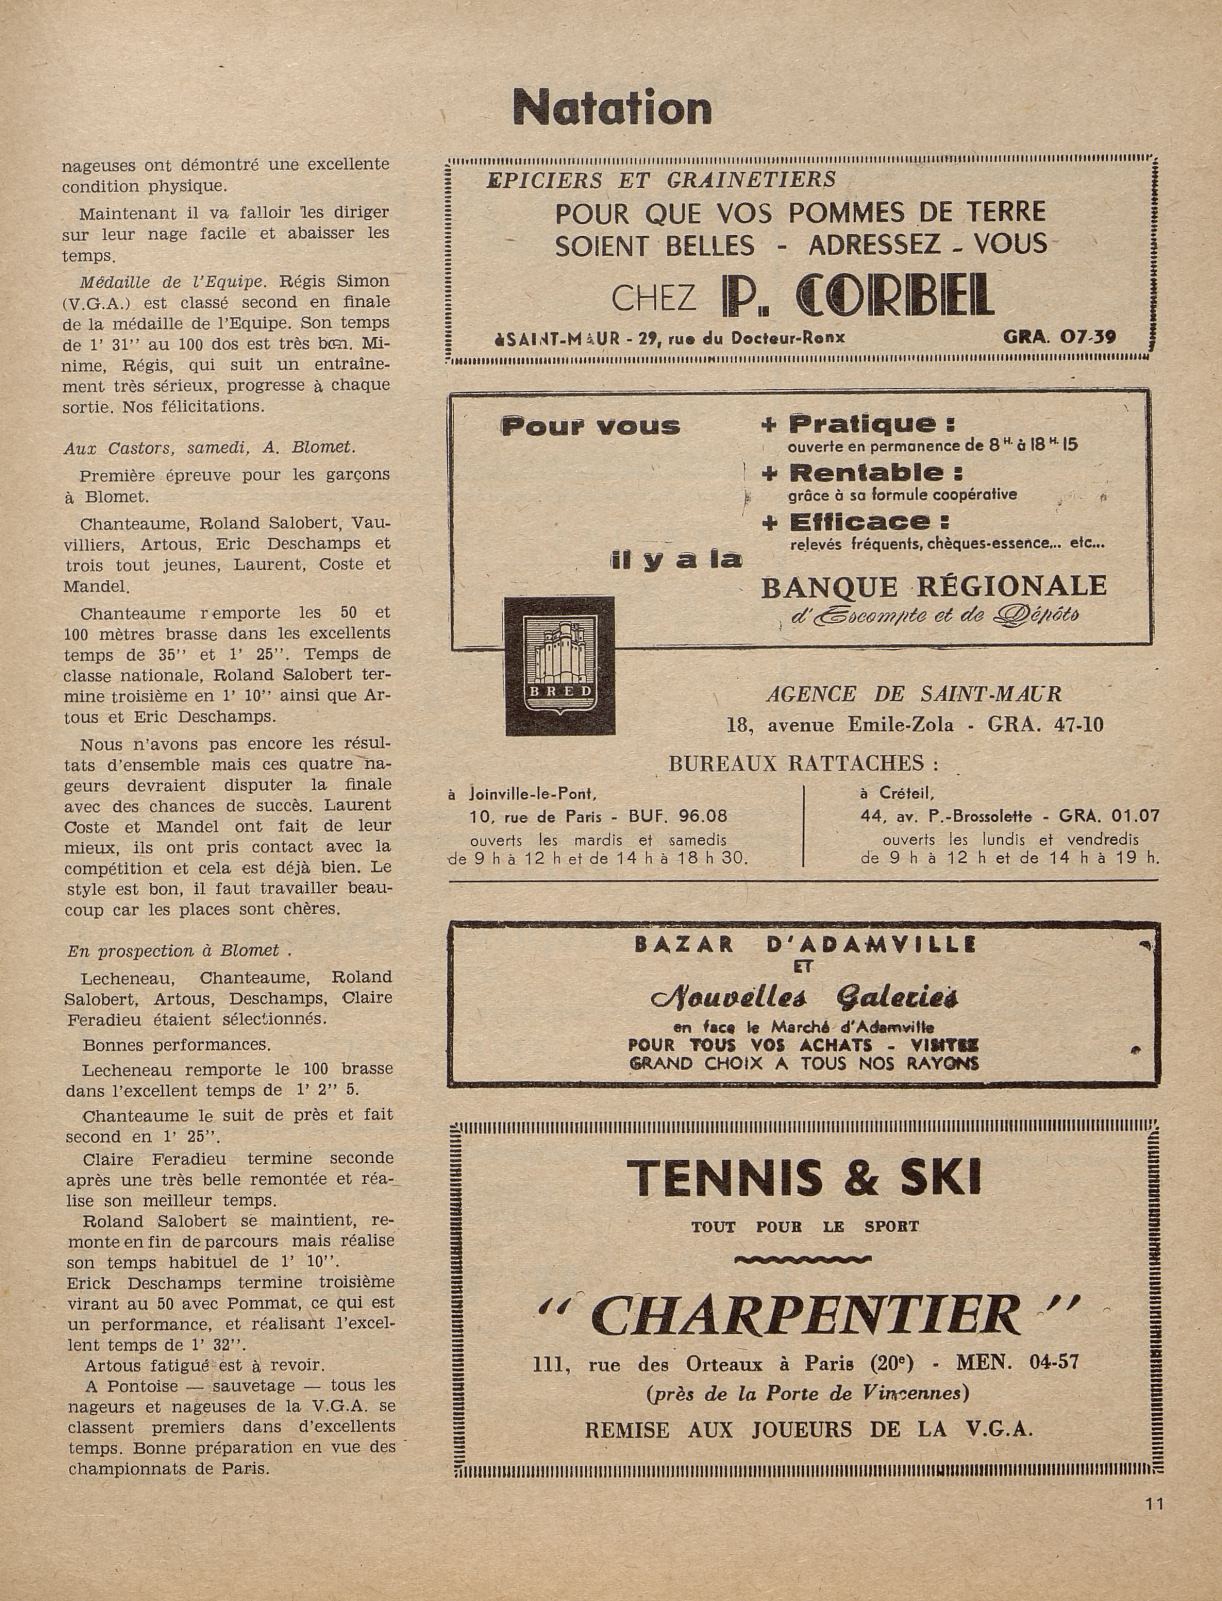 Natation
nageuses ont démontré une excellente
condition physique.
Maintenant il va falloir les diriger
sur leur nage facile et abaisser les
temps.
Médaille de l'Equipe. Régis Simon
(V.G.A.) est classé second en finale
de la médaille de l'Equipe. Son temps
de 1' 31'' au 100 dos est très bon. Mi-
nime, Régis, qui suit un entraîne-
ment très sérieux, progresse à chaque
sortie. Nos félicitations.
Aux Castors, samedi, A. Blomet.
Première épreuve pour les garçons
à Blomet.
Chanteaume, Roland Salobert, Vau-
villiers, Artous, Eric Deschamps et
trois tout jeunes, Laurent, Coste et
Mandel.
Chanteaume remporte les 50 et
100 mètres brasse dans les excellents
temps de 35'' et 1' 25''. Temps de
classe nationale, Roland Salobert ter-
mine troisième en 1' 10'' ainsi que Ar-
tous et Eric Deschamps.
Nous n'avons pas encore les résul-
tats d'ensemble mais ces quatre na-
geurs devraient disputer la finale
avec des chances de succès. Laurent
Coste et Mandel ont fait de leur
mieux, ils ont pris contact avec la
compétition et cela est déjà bien. Le
style est bon, il faut travailler beau-
coup car les places sont chères.
En prospection à Blomet .
Lecheneau, Chanteaume, Roland
Salobert, Artous, Deschamps, Claire
Feradieu étaient sélectionnés.
Bonnes performances.
Lecheneau remporte le 100 brasse
dans l'excellent temps de 1' 2'' 5.
Chanteaume le suit de près et fait
second en 1' 25''.
Claire Feradieu termine seconde
après une très belle remontée et réa-
lise son meilleur temps.
Roland Salobert se maintient, re-
monte en fin de parcours mais réalise
son temps habituel de 1' 10''.
Erick Deschamps termine troisième
virant au 50 avec Pommat, ce qui est
un performance, et réalisant l'excel-
lent temps de 1' 32''.
Artous fatigué est à revoir.
A Pontoise — sauvetage — tous les
nageurs et nageuses de la V.G.A. se
classent premiers dans d'excellents
temps. Bonne préparation en vue des
championnats de Paris.
EPICIERS ET GRAINETIERS
POUR QUE VOS POMMES DE TERRE
SOIENT BELLES - ADRESSEZ - VOUS
CHEZ P. CORBEL
à SAINT-MAUR - 29, rue du Docteur-Roux GRA. 07-39
Pour vous
+ Pratique :
ouverte en permanence de 8 H. à 18 H. 15
+ Rentable :
grâce à sa formule coopérative
+ Efficace :
relevés fréquents, chèques-essence... etc...
il y a la
BANQUE RÉGIONALE
d'Escompte et de Dépôts
BRED
AGENCE DE SAINT-MAUR
18, avenue Emile-Zola - GRA. 47-10
BUREAUX RATTACHES :
à Joinville-le-Pont,
10, rue de Paris - BUF. 96.08
ouverts les mardis et samedis
de 9 h à 12 h et de 14 h à 18 h 30.
à Créteil,
44, av. P.-Brossolette - GRA. 01.07
ouverts les lundis et vendredis
de 9 h à 12 h et de 14 h à 19 h.
BAZAR D'ADAMVILLE
ET
Nouvelles Galeries
en face le Marché d'Adamville
POUR TOUS VOS ACHATS - VISITEZ
GRAND CHOIX A TOUS NOS RAYONS
TENNIS & SKI
TOUT POUR LE SPORT
" CHARPENTIER "
111, rue des Orteaux à Paris (20e) - MEN. 04-57
(près de la Porte de Vincennes)
REMISE AUX JOUEURS DE LA V.G.A.
11